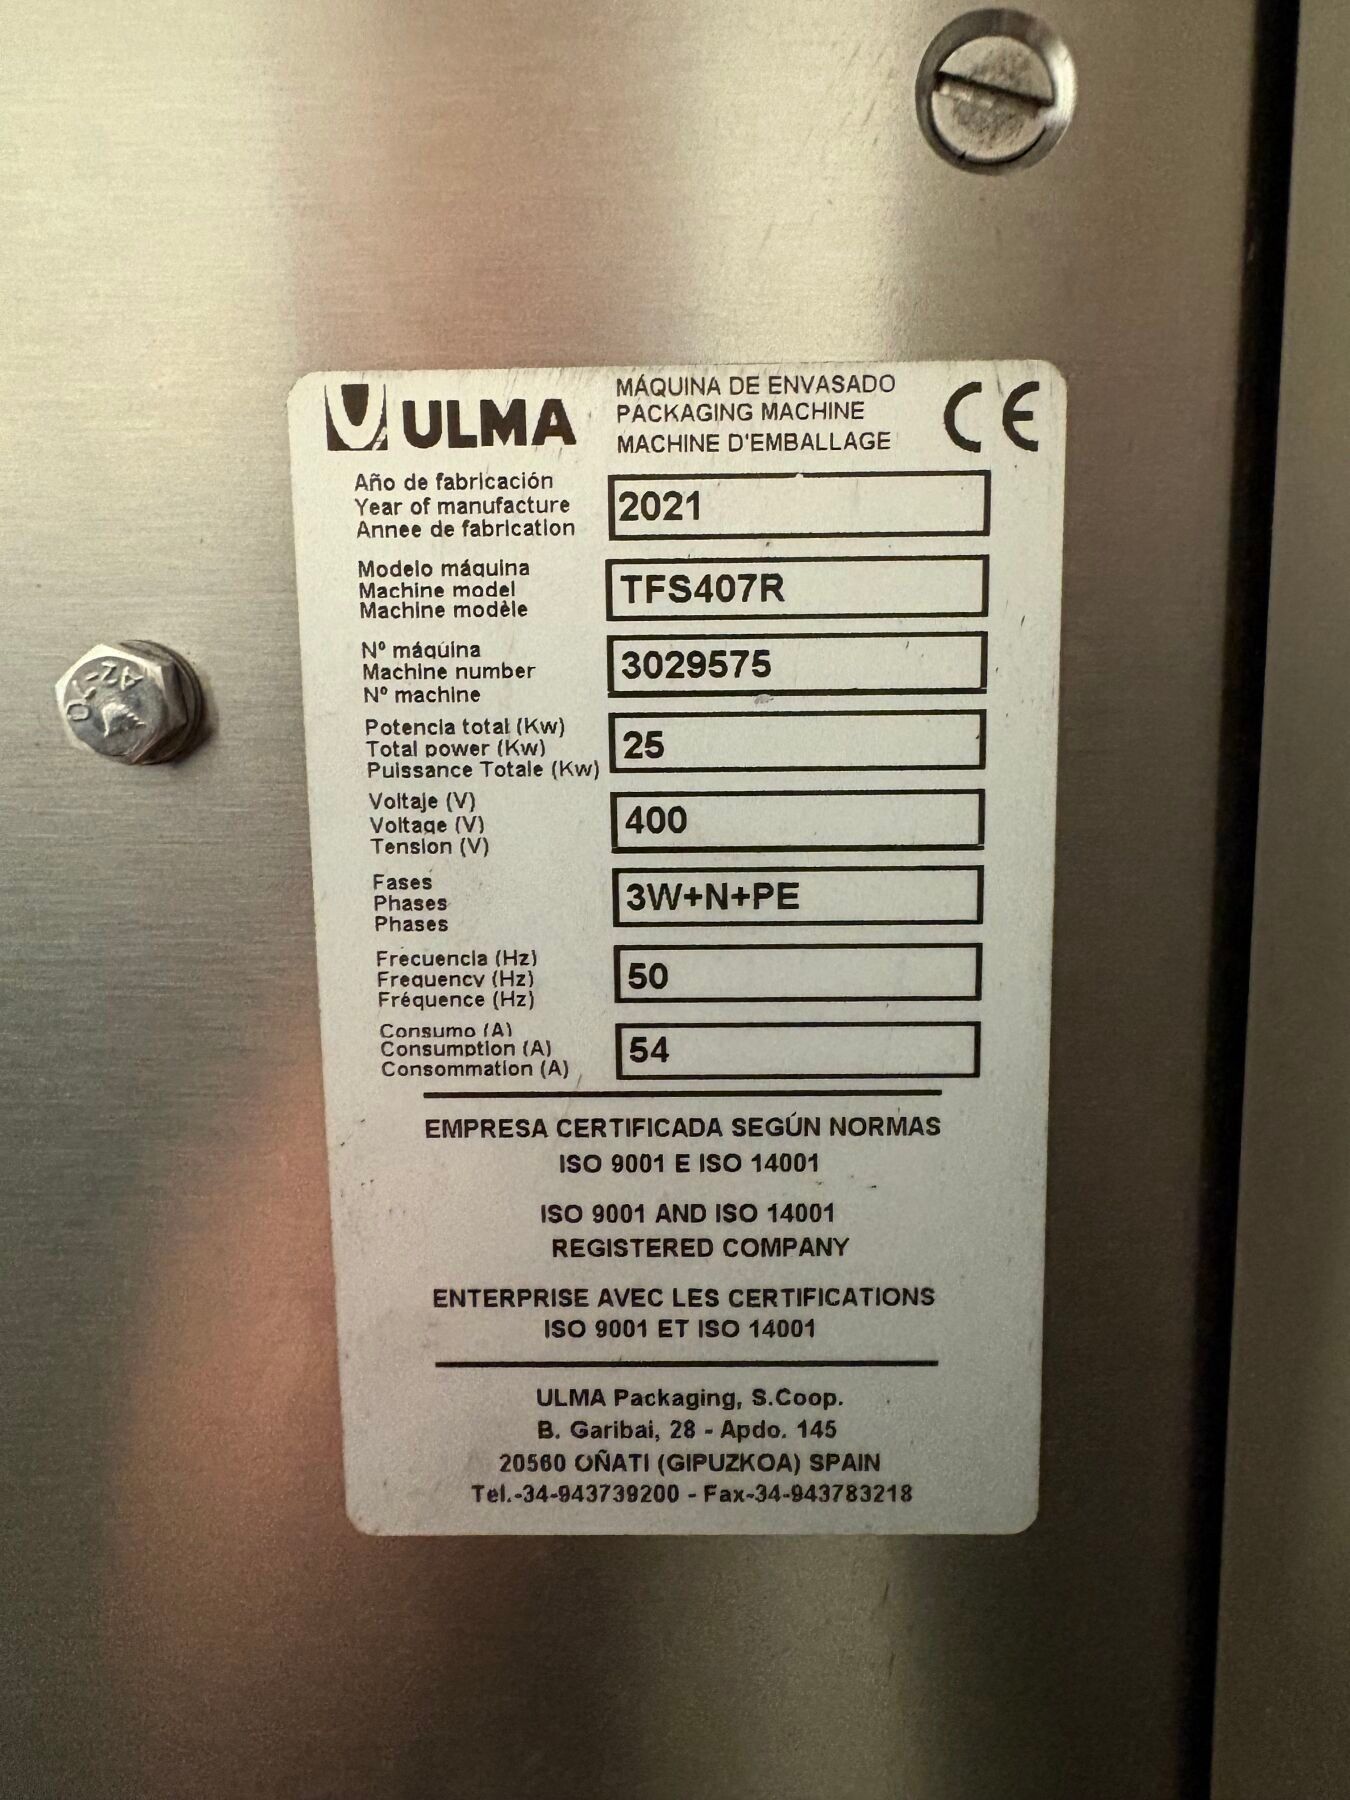 ULMA
MÁQUINA DE ENVASADO
PACKAGING MACHINE
MACHINE D'EMBALLAGE
CE
Año de fabricación
Year of manufacture
Annee de fabrication
2021
Modelo máquina
Machine model
Machine modèle
TFS407R
Nº máquina
Machine number
Nº machine
3029575
Potencia total (Kw)
Total power (Kw)
Puissance Totale (Kw)
25
Voltaje (V)
Voltage (V)
Tension (V)
400
Fases
Phases
Phases
3W+N+PE
Frecuencia (Hz)
Frequency (Hz)
Fréquence (Hz)
50
Consumo (A)
Consumption (A)
Consommation (A)
54
EMPRESA CERTIFICADA SEGÚN NORMAS
ISO 9001 E ISO 14001
ISO 9001 AND ISO 14001
REGISTERED COMPANY
ENTERPRISE AVEC LES CERTIFICATIONS
ISO 9001 ET ISO 14001
ULMA Packaging, S.Coop.
B. Garibai, 28 - Apdo. 145
20560 OÑATI (GIPUZKOA) SPAIN
Tel.-34-943739200 - Fax-34-943783218
A2-70